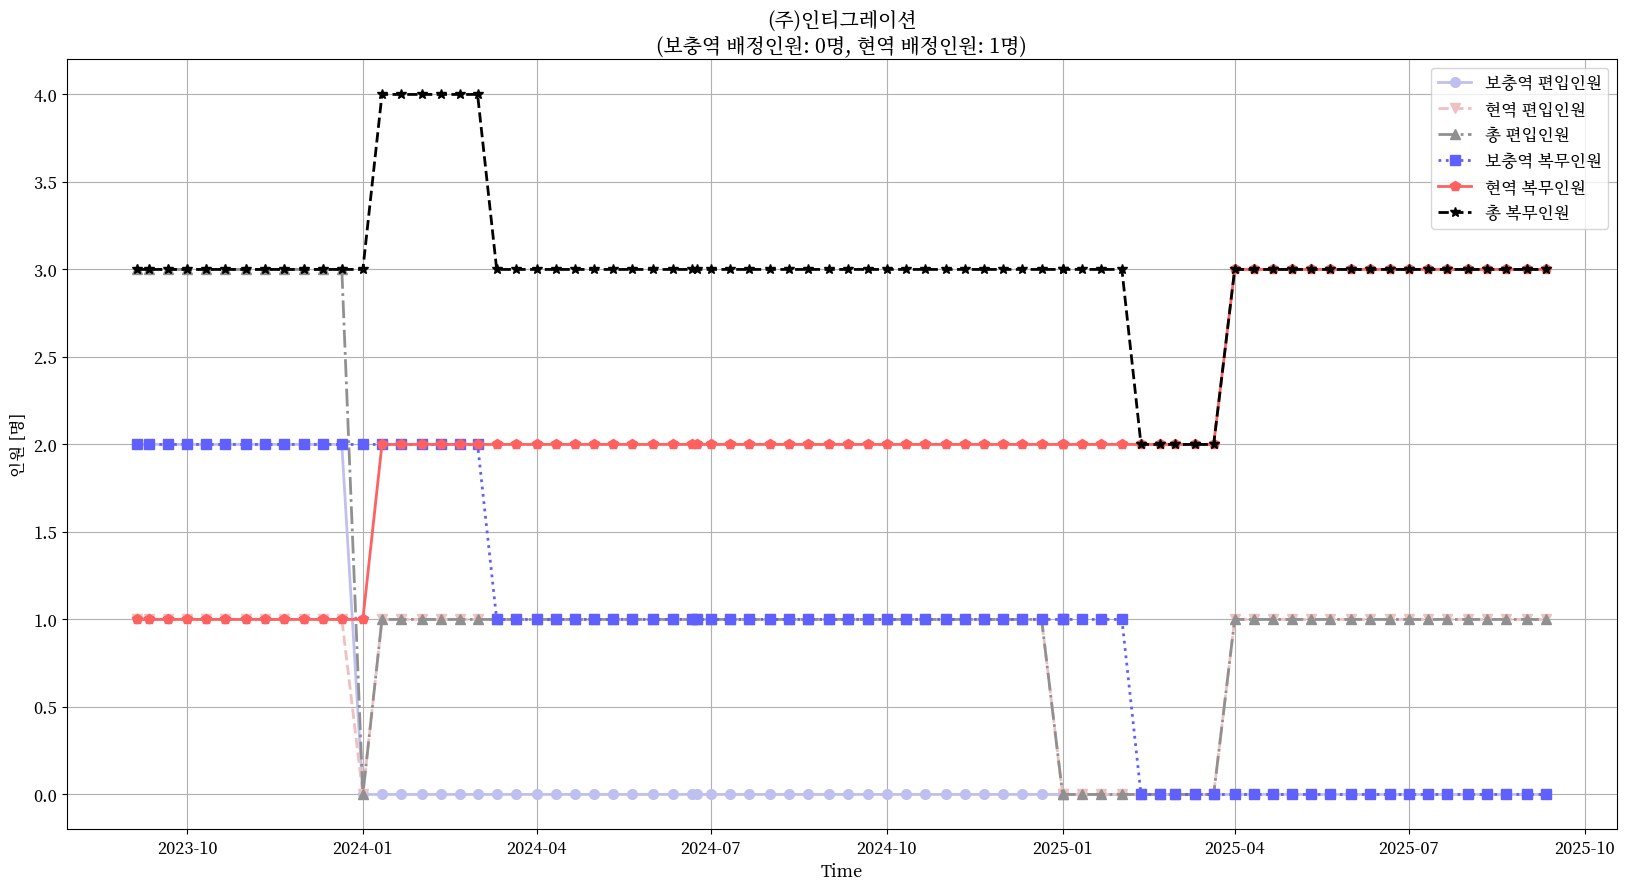 (주)인티그레이션
(보충역 배정인원: 0명, 현역 배정인원: 1명)
보충역 편입인원
현역 편입인원
총 편입인원
보충역 복무인원
현역 복무인원
총 복무인원
인원 [명]
4.0
3.5
3.0
2.5
2.0
1.5
1.0
0.5
0.0
2023-10
2024-01
2024-04
2024-07
2024-10
2025-01
2025-04
2025-07
2025-10
Time